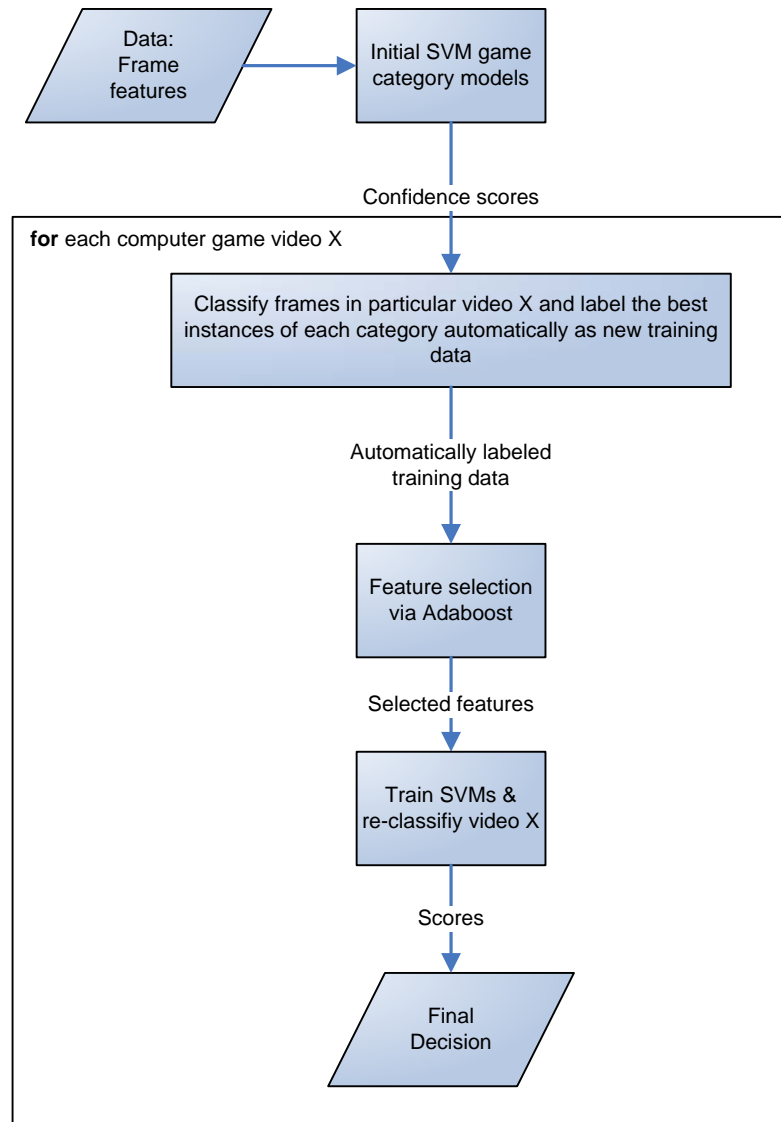 Data:
Frame
features
Initial SVM game
category models
Confidence scores
for each computer game video X
Classify frames in particular video X and label the best
instances of each category automatically as new training
data
Automatically labeled
training data
Feature selection
via Adaboost
Selected features
Train SVMs &
re-classifiy video X
Scores
Final
Decision